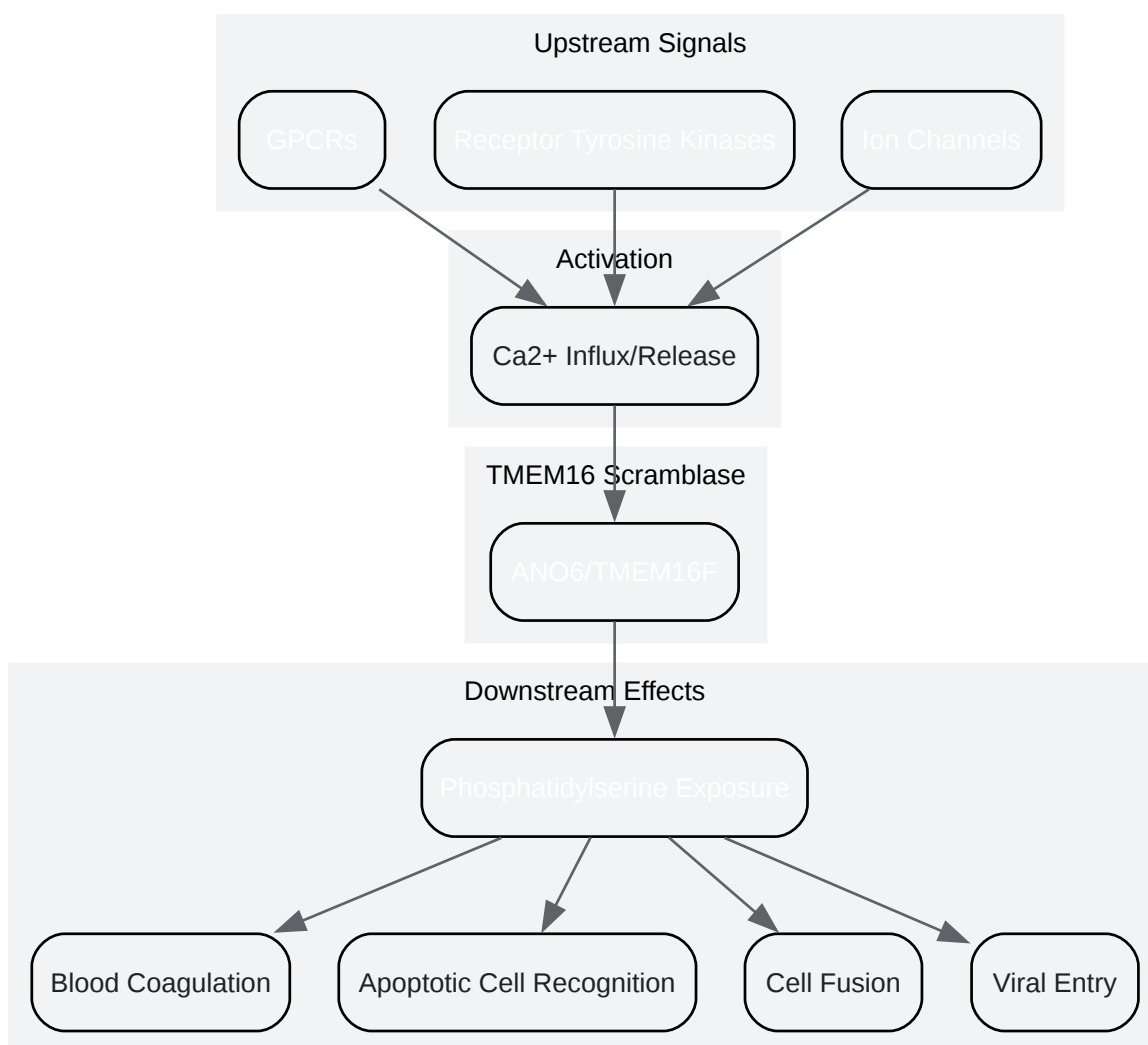 Upstream Signals
GPCRs
Receptor Tyrosine Kinases
Ion Channels
Activation
Ca2+ Influx/Release
TMEM16 Scramblase
ANO6/TMEM16F
Downstream Effects
Phosphatidylserine Exposure
Blood Coagulation
Apoptotic Cell Recognition
Cell Fusion
Viral Entry